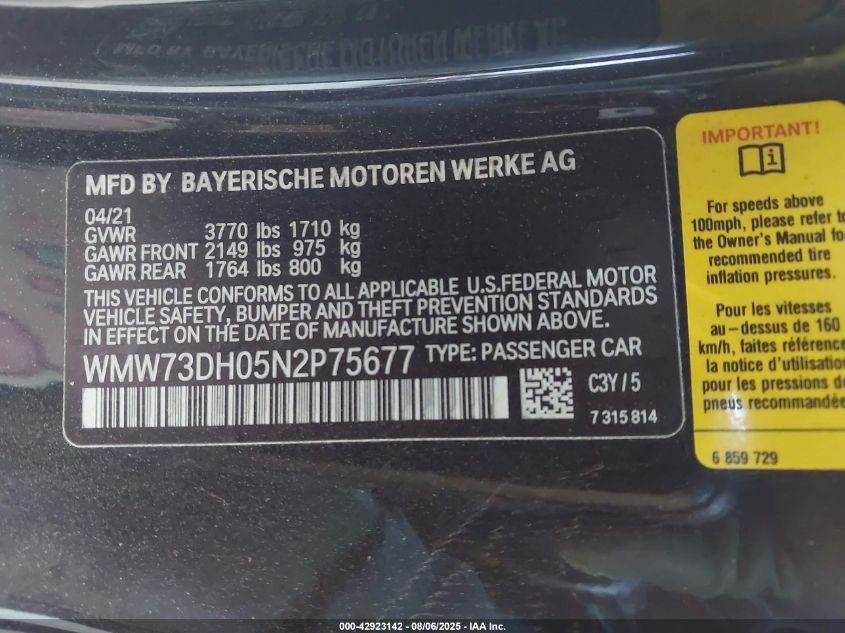 MFD BY BAYERISCHE MOTOREN WERKE AG
04/21
GVWR 3770 lbs 1710 kg
GAWR FRONT 2149 lbs 975 kg
GAWR REAR 1764 lbs 800 kg
THIS VEHICLE CONFORMS TO ALL APPLICABLE U.S.FEDERAL MOTOR
VEHICLE SAFETY, BUMPER AND THEFT PREVENTION STANDARDS
IN EFFECT ON THE DATE OF MANUFACTURE SHOWN ABOVE.
WMW73DH05N2P75677 TYPE: PASSENGER CAR
C3Y / 5
7 315 814
IMPORTANT!
For speeds above
100mph, please refer to
the Owner's Manual for
recommended tire
inflation pressures.
Pour les vitesses
au-dessus de 160
km/h, faites référence
à la notice d'utilisation
pour les pressions de
pneus recommandée
6 859 729
000-42923142 - 08/06/2025 - IAA Inc.